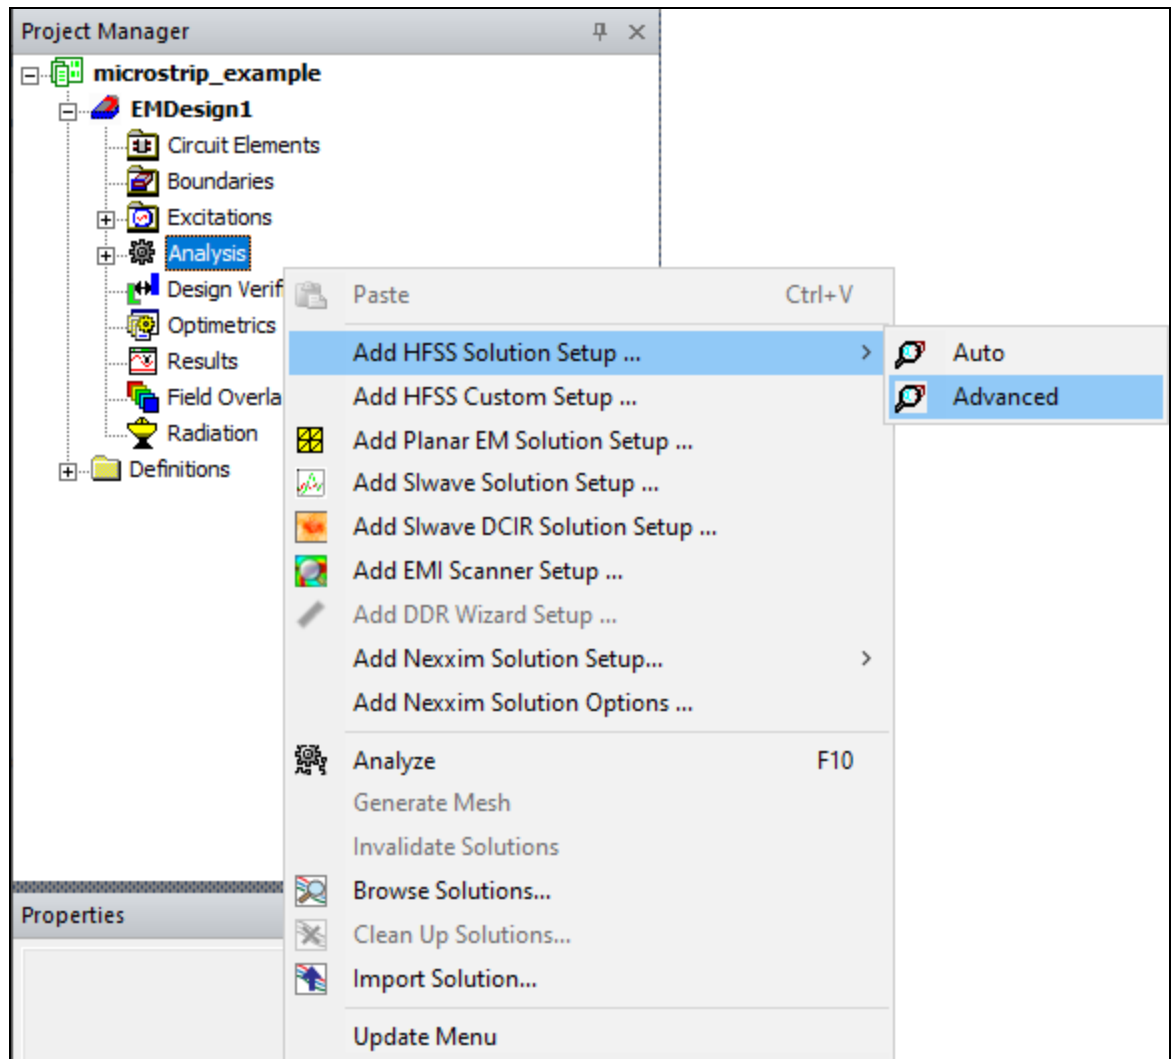 Project Manager
microstrip_example
EMDesign1
Circuit Elements
Boundaries
Excitations
Analysis
Design Verif
Optimetrics
Results
Field Overla
Radiation
Definitions
Paste Ctrl+V
Add HFSS Solution Setup ...
Add HFSS Custom Setup ...
Add Planar EM Solution Setup ...
Add SIwave Solution Setup ...
Add SIwave DCIR Solution Setup ...
Add EMI Scanner Setup ...
Add DDR Wizard Setup ...
Add Nexxim Solution Setup...
Add Nexxim Solution Options ...
Analyze F10
Generate Mesh
Invalidate Solutions
Browse Solutions...
Clean Up Solutions...
Import Solution...
Update Menu
Auto
Advanced
Properties